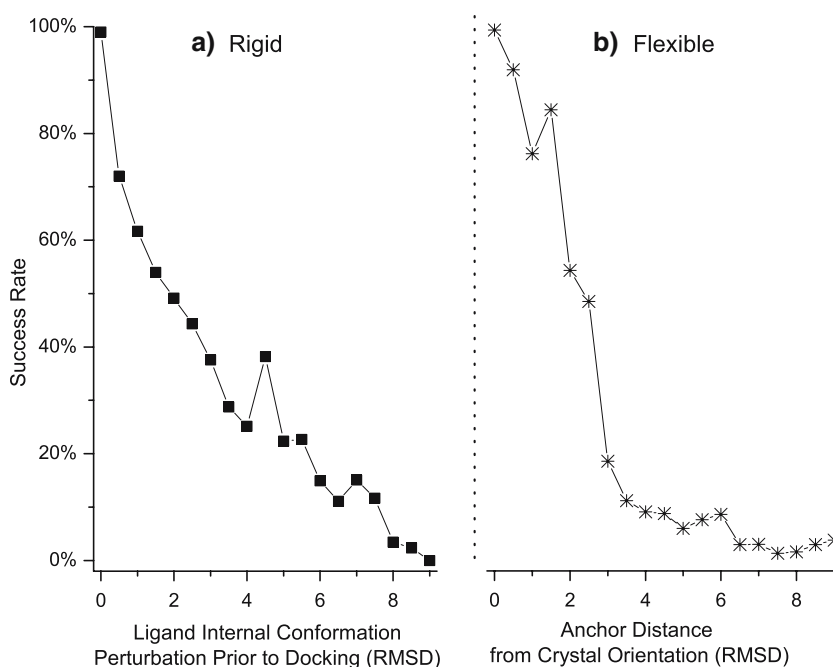 a) Rigid
b) Flexible
Success Rate
100%
80%
60%
40%
20%
0%
0 2 4 6 8
0 2 4 6 8
Ligand Internal Conformation
Perturbation Prior to Docking (RMSD)
Anchor Distance
from Crystal Orientation (RMSD)